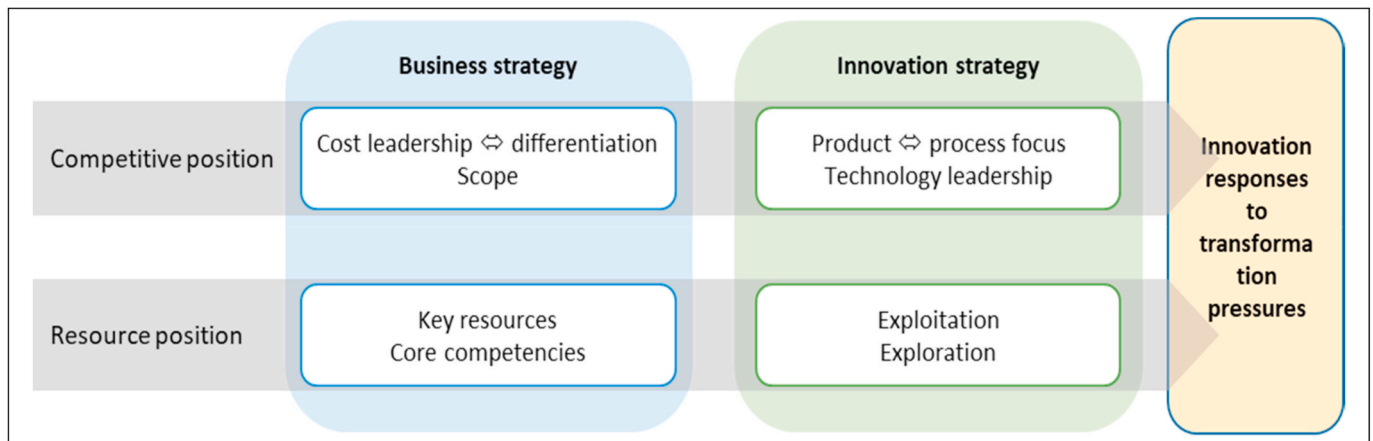 Business strategy
Innovation strategy
Competitive position
Cost leadership ⇔ differentiation
Scope
Product ⇔ process focus
Technology leadership
Resource position
Key resources
Core competencies
Exploitation
Exploration
Innovation
responses
to
transforma
tion
pressures